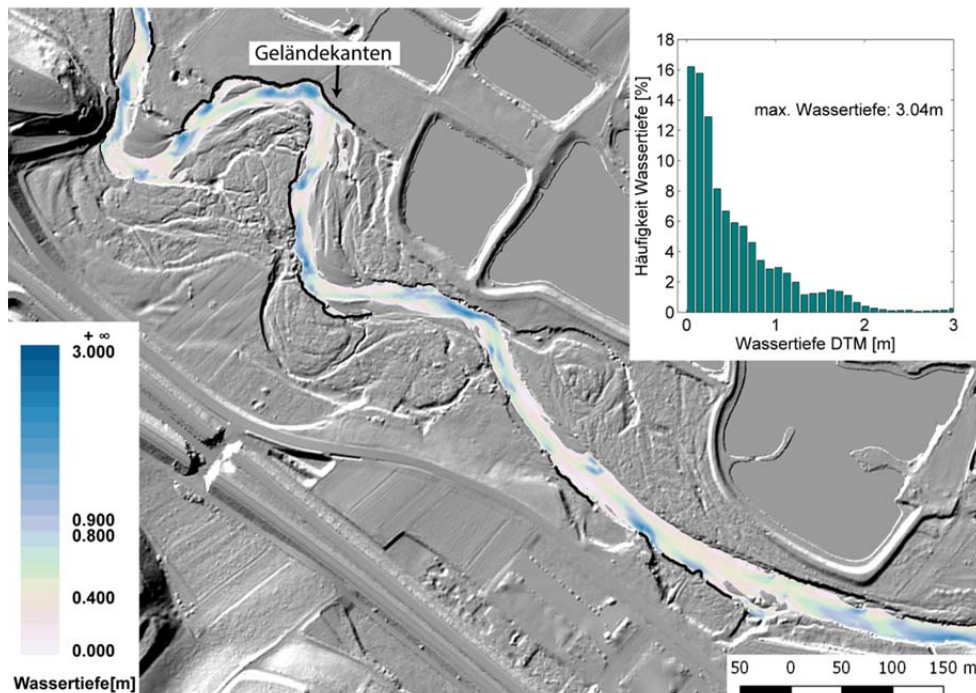 Geländekanten
Häufigkeit Wassertiefe [%]
18
16
14
12
10
8
6
4
2
0
max. Wassertiefe: 3.04m
0 1 2 3
Wassertiefe DTM [m]
+ ∞
3.000
0.900
0.800
0.400
0.000
Wassertiefe[m]
50 0 50 100 150 m